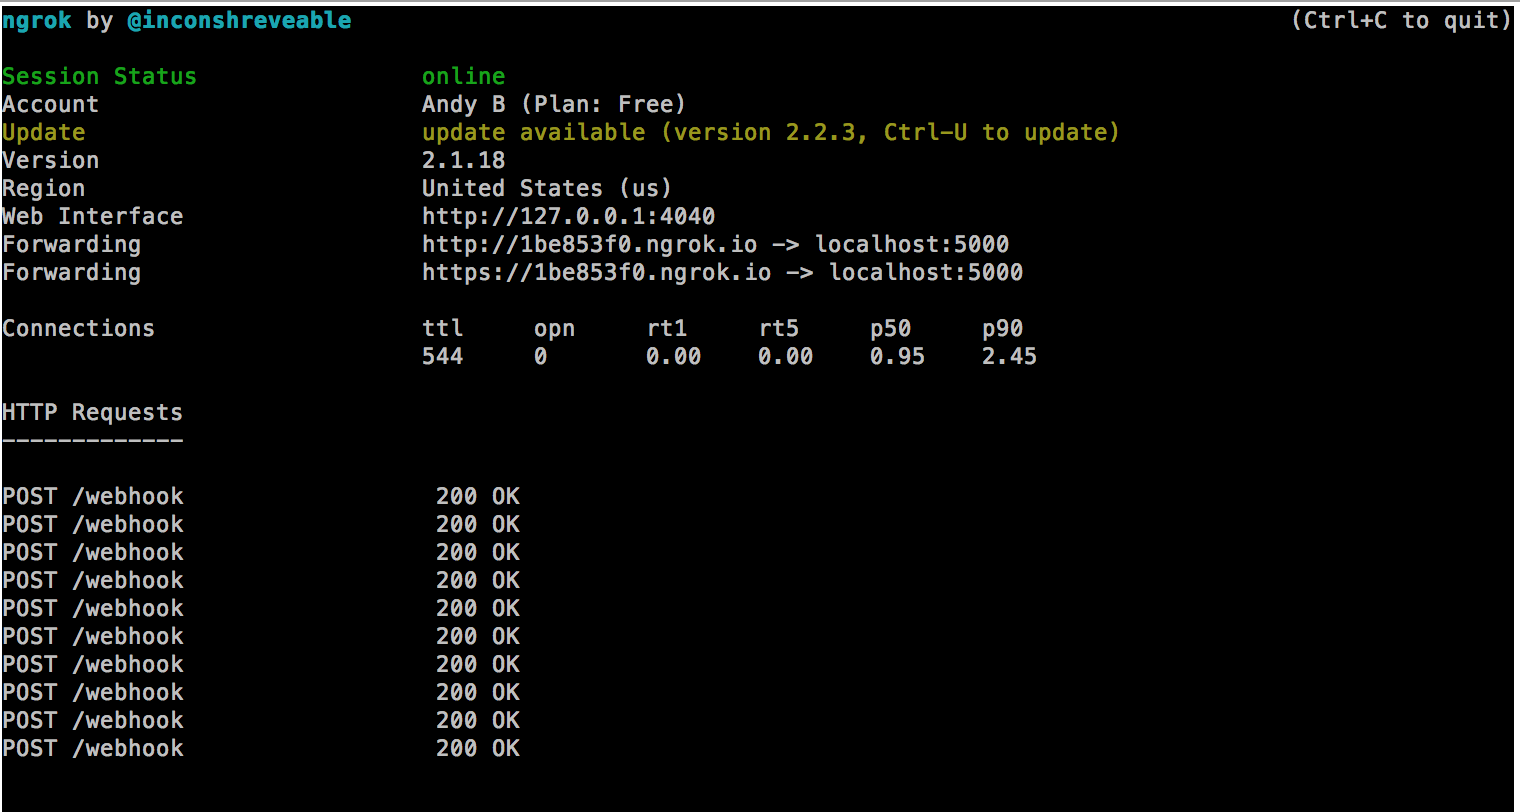 ngrok by @inconshreveable (Ctrl+C to quit)
Session Status online
Account Andy B (Plan: Free)
Update update available (version 2.2.3, Ctrl-U to update)
Version 2.1.18
Region United States (us)
Web Interface http://127.0.0.1:4040
Forwarding http://1be853f0.ngrok.io -> localhost:5000
Forwarding https://1be853f0.ngrok.io -> localhost:5000
Connections ttl opn rt1 rt5 p50 p90
544 0 0.00 0.00 0.95 2.45
HTTP Requests
-------------
POST /webhook 200 OK
POST /webhook 200 OK
POST /webhook 200 OK
POST /webhook 200 OK
POST /webhook 200 OK
POST /webhook 200 OK
POST /webhook 200 OK
POST /webhook 200 OK
POST /webhook 200 OK
POST /webhook 200 OK